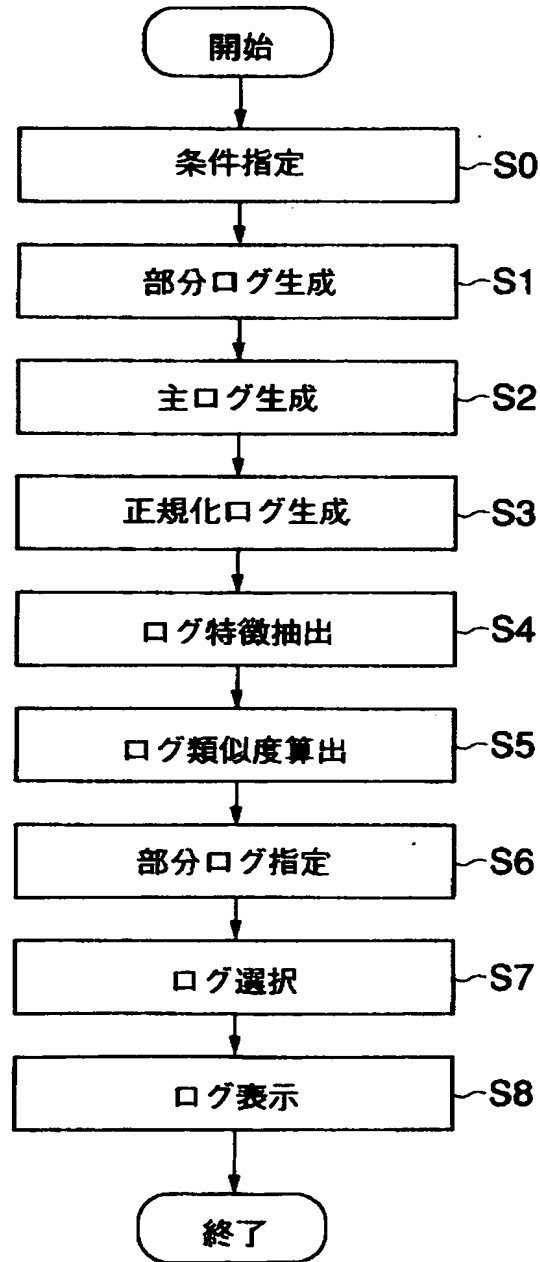 開始
条件指定 S0
部分ログ生成 S1
主ログ生成 S2
正規化ログ生成 S3
ログ特徴抽出 S4
ログ類似度算出 S5
部分ログ指定 S6
ログ選択 S7
ログ表示 S8
終了